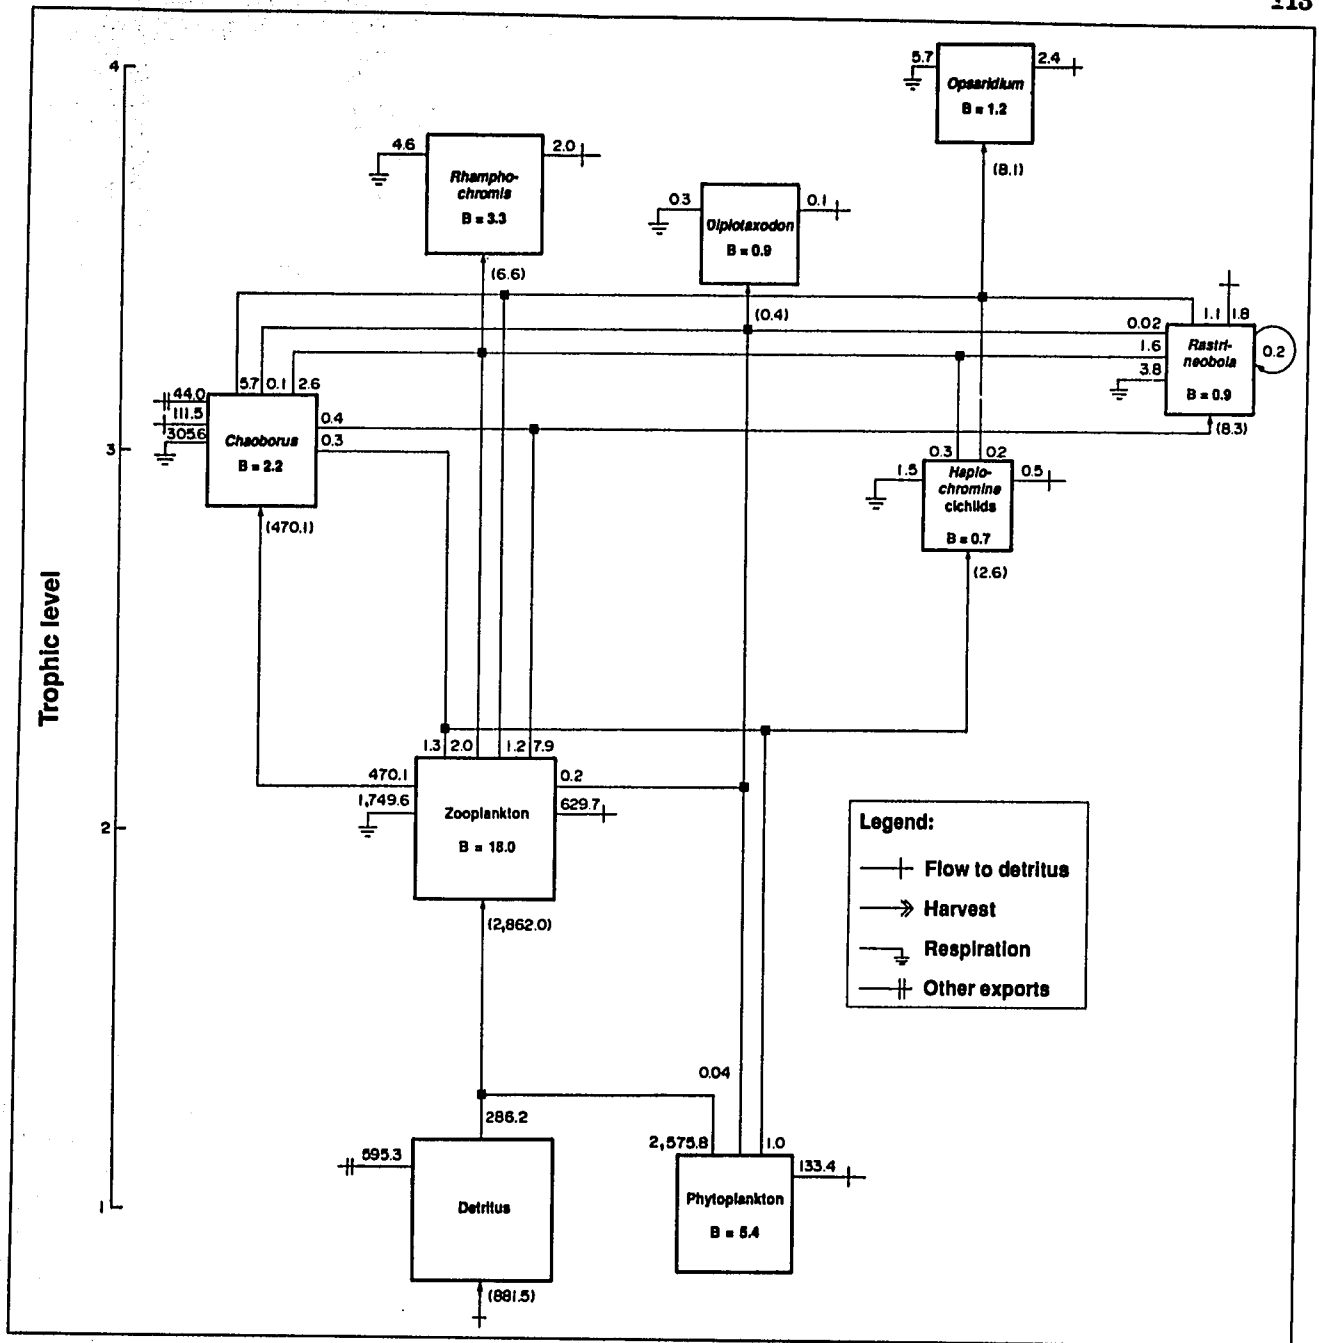 4
5.7
2.4
Opsaridium
B = 1.2
(8.1)
4.6
2.0
Rhampho-
chromis
B = 3.3
(6.6)
0.3
0.1
Diplotaxodon
B = 0.9
(0.4)
1.1
1.8
0.02
1.6
3.8
Rastri-
neobola
B = 0.9
0.2
(8.3)
5.7
0.1
2.6
44.0
111.5
305.6
0.4
0.3
Chaoborus
B = 2.2
(470.1)
3
0.3
0.2
1.5
0.5
Haplo-
chromine
cichlids
B = 0.7
(2.6)
Trophic level
1.3
2.0
1.2
7.9
470.1
1,749.6
0.2
629.7
Zooplankton
B = 18.0
(2,862.0)
2
Legend:
Flow to detritus
Harvest
Respiration
Other exports
0.04
286.2
2,575.8
1.0
595.3
133.4
Detritus
Phytoplankton
B = 5.4
1
(881.5)